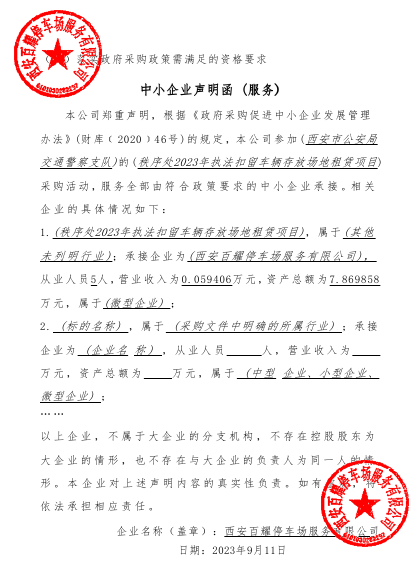 西安百耀停车场服务有限公司
政府采购政策需满足的资格要求
中小企业声明函 (服务)
本公司郑重声明，根据《政府采购促进中小企业发展管理
办法》(财库﹝2020﹞46号)的规定，本公司参加(西安市公安局
交通警察支队)的(秩序处2023年执法扣留车辆存放场地租赁项目)
采购活动，服务全部由符合政策要求的中小企业承接。相关
企业的具体情况如下：
1.(秩序处2023年执法扣留车辆存放场地租赁项目)，属于(其他
未列明行业)；承接企业为(西安百耀停车场服务有限公司)，
从业人员5人，营业收入为0.059406万元，资产总额为7.869858
万元，属于(微型企业)；
2.(标的名称)，属于 (采购文件中明确的所属行业)；承接
企业为 (企业名 称)，从业人员 人，营业收入为
万元，资产总额为 万元，属于 (中型 企业、小型企业、
微型企业)；
……
以上企业，不属于大企业的分支机构，不存在控股股东为
大企业的情形，也不存在与大企业的负责人为同一人的情
形。本企业对上述声明内容的真实性负责。如有
依法承担相应责任。
西安百耀停车场服务有限公司
企业名称（盖章）：西安百耀停车场服务有限公司
日期：2023年9月11日